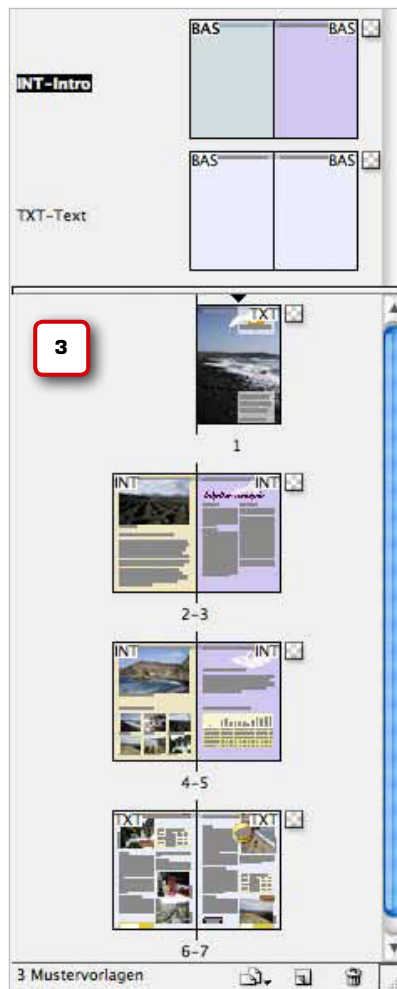 BAS BAS
INT-Intro
BAS BAS
TXT-Text
3
TXT
1
INT INT
2-3
INT INT
4-5
TXT TXT
6-7
3 Mustervorlagen